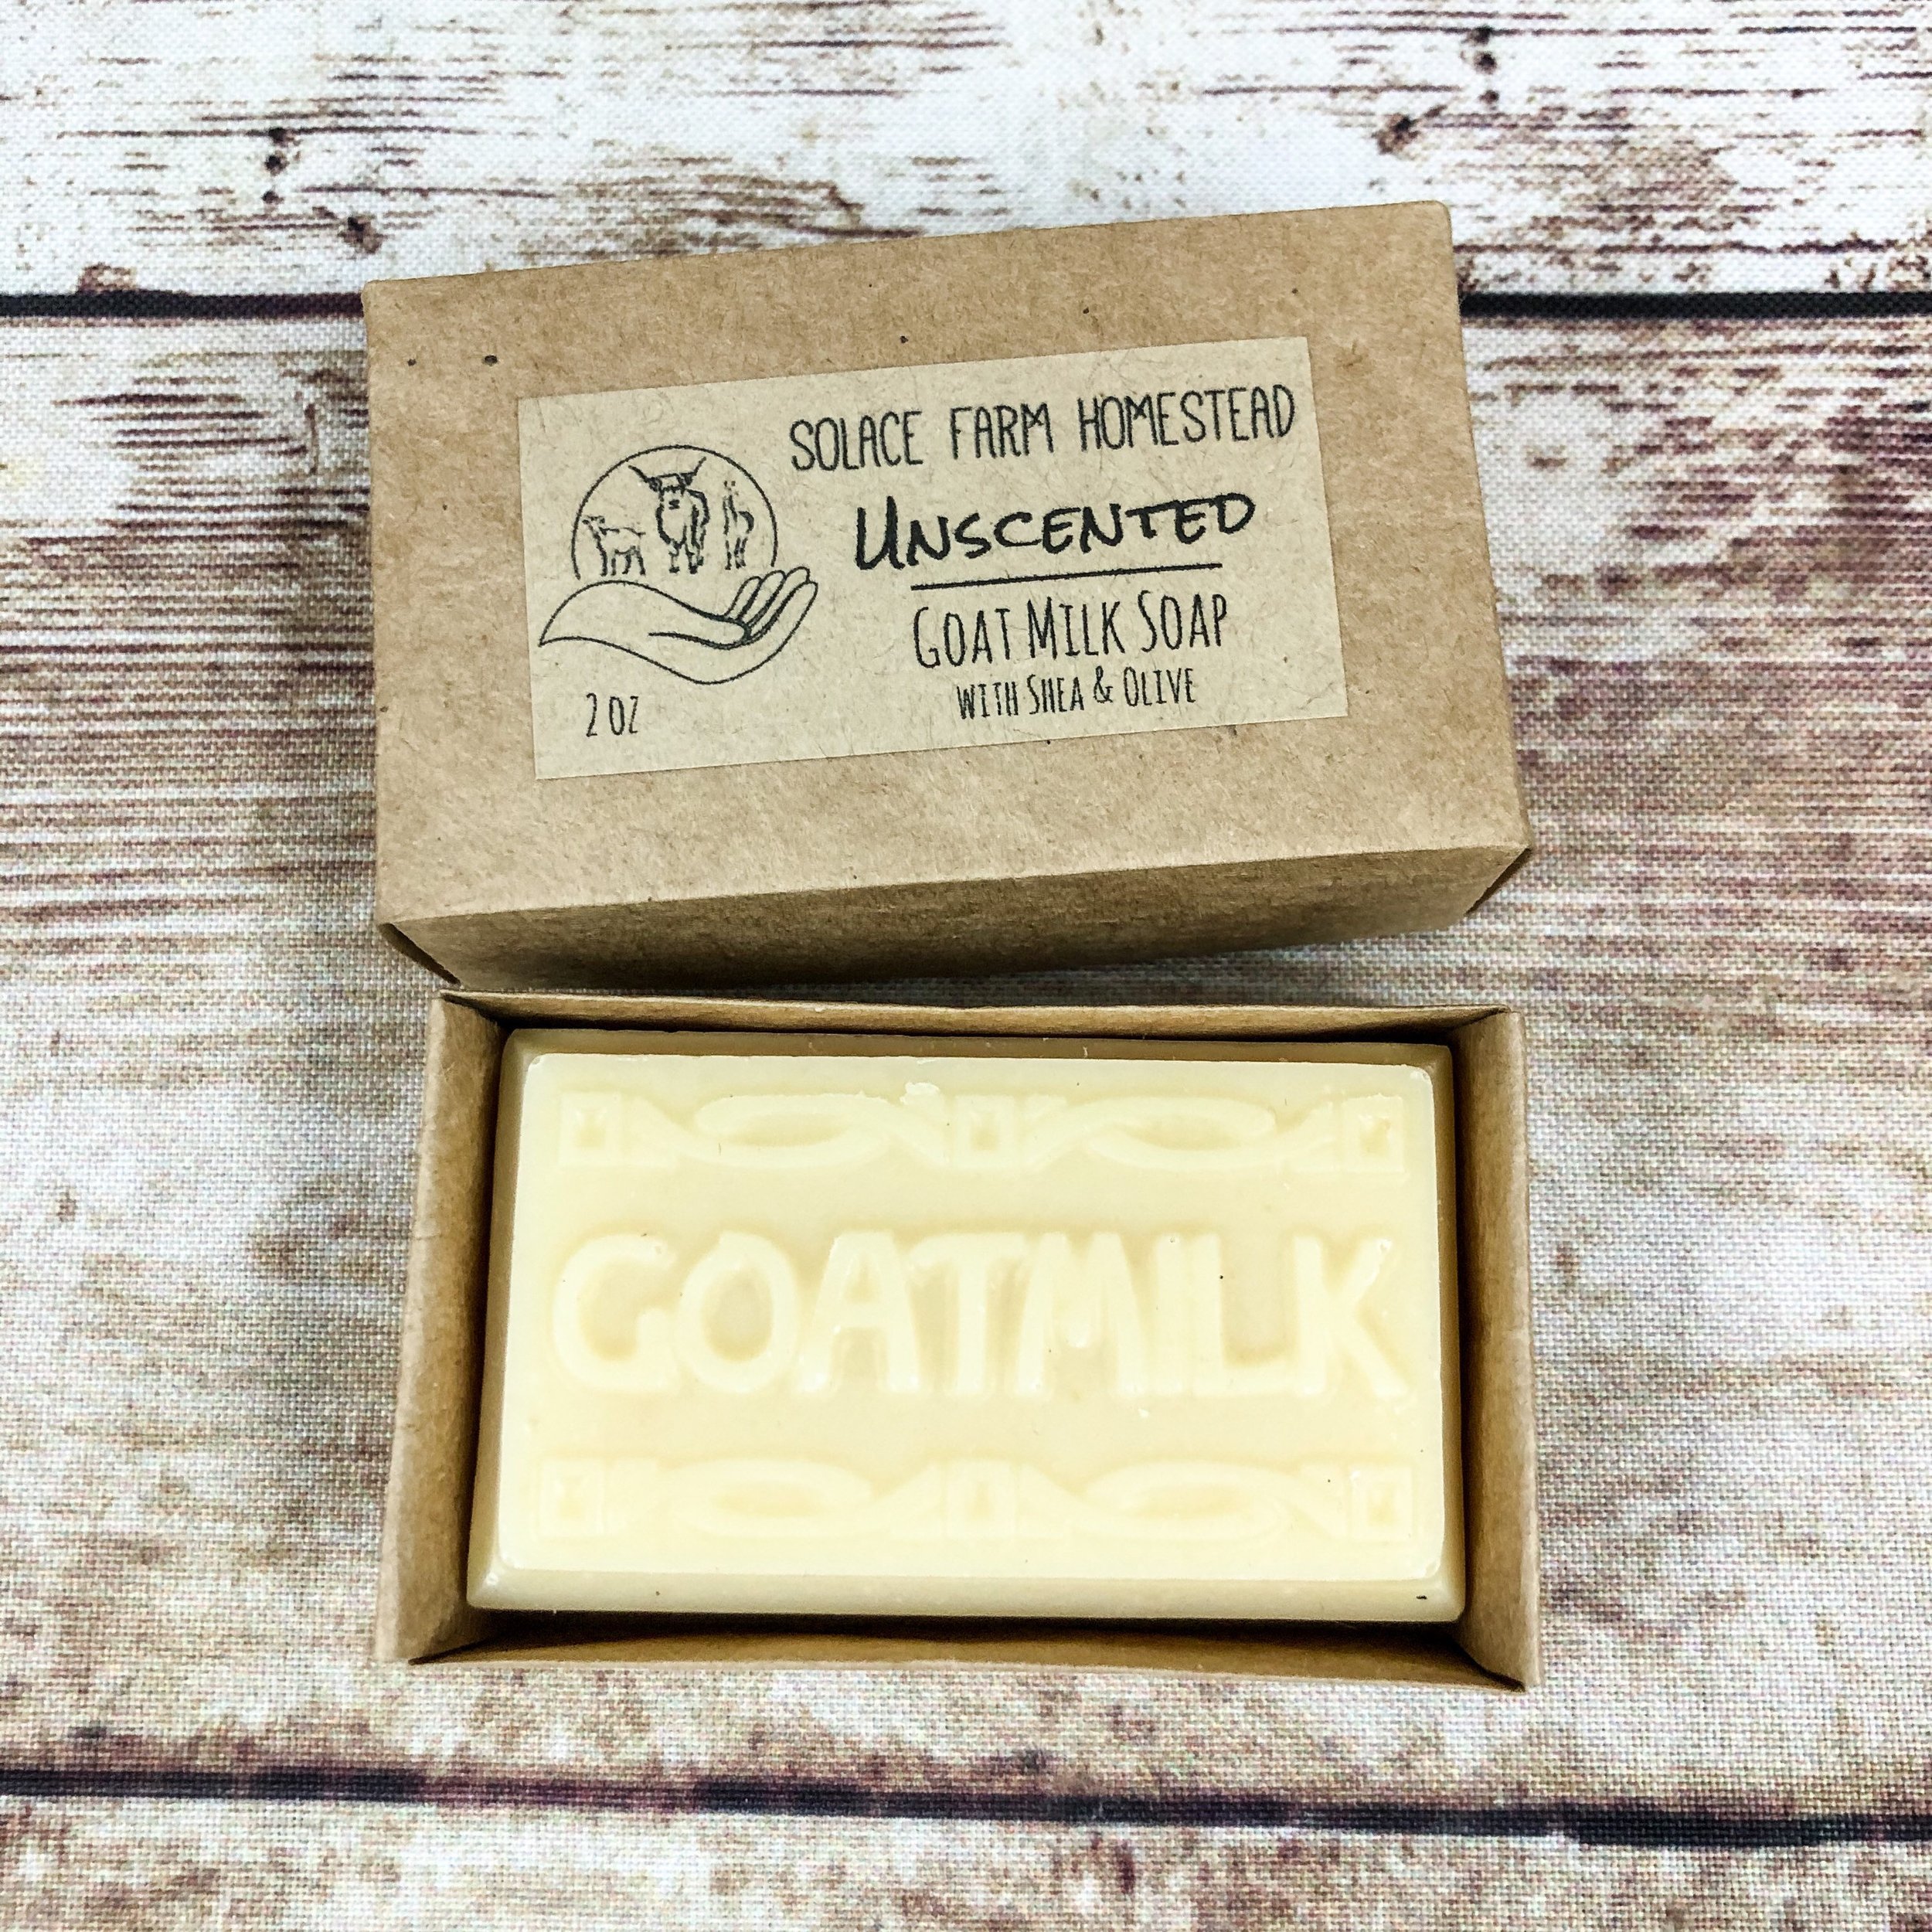 SOLACE FARM HOMESTEAD
UNSCENTED
GOAT MILK SOAP
WITH SHEA & OLIVE
2 OZ
GOATMILK